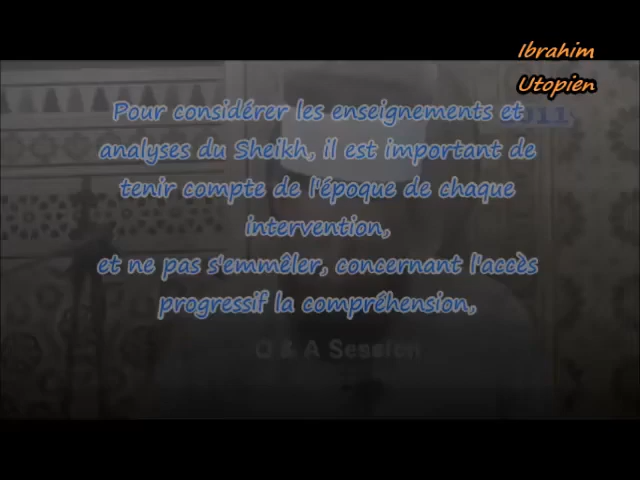 Ibrahim
Utopien
Pour considérer les enseignements et
analyses du Sheikh, il est important de
tenir compte de l'époque de chaque
intervention,
et ne pas s'emmêler, concernant l'accès
progressif la compréhension,
Q & A Session